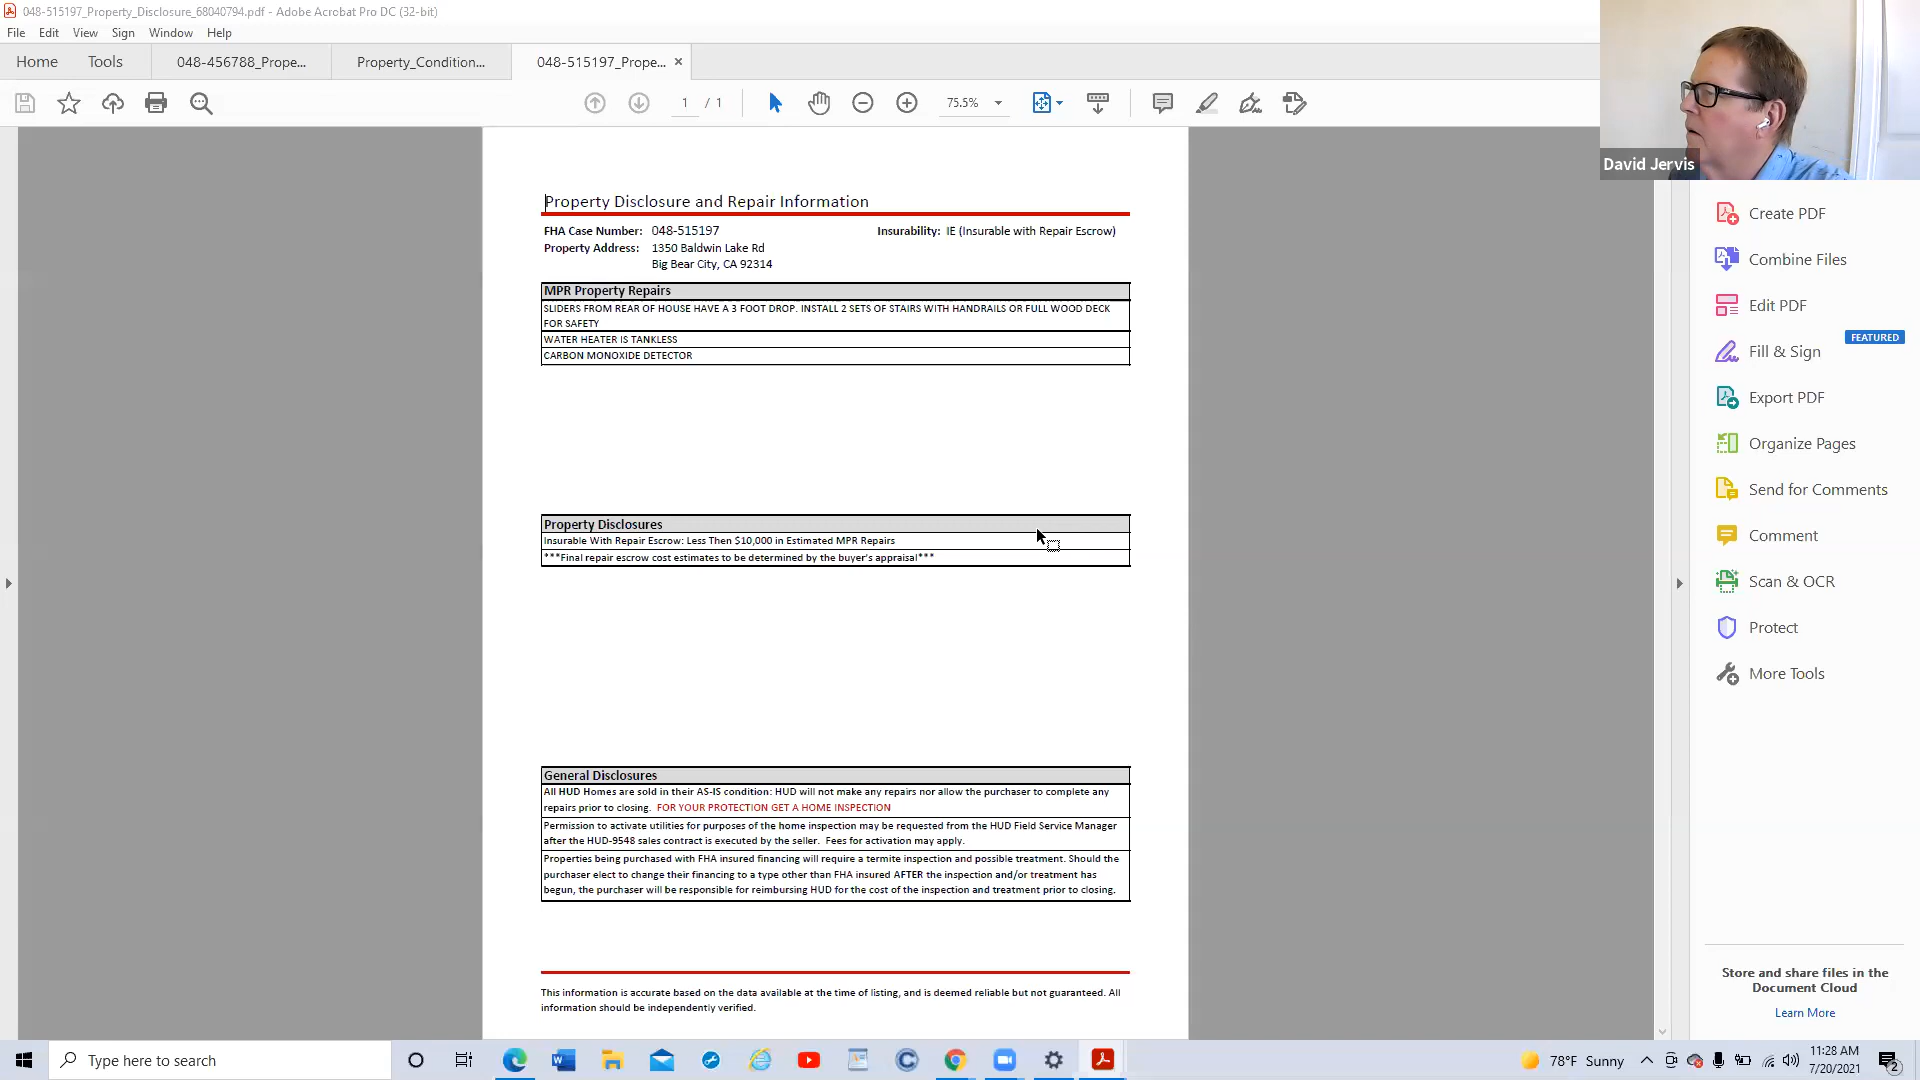 048-515197_Property_Disclosure_68040794.pdf - Adobe Acrobat Pro DC (32-bit)
File Edit View Sign Window Help
Home Tools 048-456788_Prope... Property_Condition... 048-515197_Prope...
1 / 1 75.5%
David Jervis
Property Disclosure and Repair Information
FHA Case Number: 048-515197 Insurability: IE (Insurable with Repair Escrow)
Property Address: 1350 Baldwin Lake Rd
Big Bear City, CA 92314
MPR Property Repairs
SLIDERS FROM REAR OF HOUSE HAVE A 3 FOOT DROP. INSTALL 2 SETS OF STAIRS WITH HANDRAILS OR FULL WOOD DECK
FOR SAFETY
WATER HEATER IS TANKLESS
CARBON MONOXIDE DETECTOR
Property Disclosures
Insurable With Repair Escrow: Less Then $10,000 in Estimated MPR Repairs
***Final repair escrow cost estimates to be determined by the buyer's appraisal***
General Disclosures
All HUD Homes are sold in their AS-IS condition: HUD will not make any repairs nor allow the purchaser to complete any
repairs prior to closing. FOR YOUR PROTECTION GET A HOME INSPECTION
Permission to activate utilities for purposes of the home inspection may be requested from the HUD Field Service Manager
after the HUD-9548 sales contract is executed by the seller. Fees for activation may apply.
Properties being purchased with FHA insured financing will require a termite inspection and possible treatment. Should the
purchaser elect to change their financing to a type other than FHA insured AFTER the inspection and/or treatment has
begun, the purchaser will be responsible for reimbursing HUD for the cost of the inspection and treatment prior to closing.
This information is accurate based on the data available at the time of listing, and is deemed reliable but not guaranteed. All
information should be independently verified.
Create PDF
Combine Files
Edit PDF
FEATURED
Fill & Sign
Export PDF
Organize Pages
Send for Comments
Comment
Scan & OCR
Protect
More Tools
Store and share files in the
Document Cloud
Learn More
Type here to search
78°F Sunny
11:28 AM
7/20/2021
2